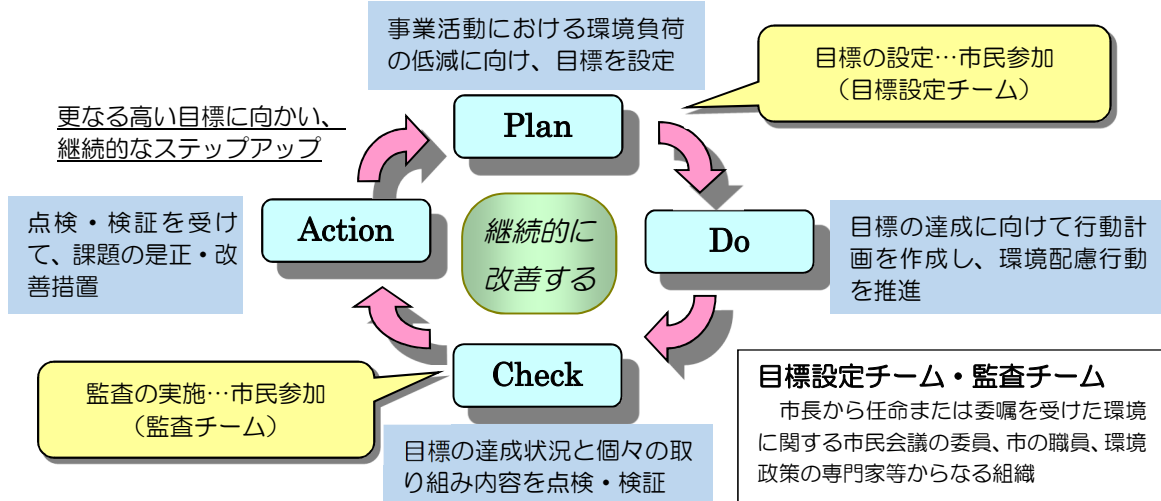 事業活動における環境負荷
の低減に向け、目標を設定
目標の設定…市民参加
（目標設定チーム）
更なる高い目標に向かい、
継続的なステップアップ
Plan
点検・検証を受け
て、課題の是正・改
善措置
Action
継続的に
改善する
Do
目標の達成に向けて行動計
画を作成し、環境配慮行動
を推進
Check
監査の実施…市民参加
（監査チーム）
目標の達成状況と個々の取
り組み内容を点検・検証
目標設定チーム・監査チーム
市長から任命または委嘱を受けた環境
に関する市民会議の委員、市の職員、環境
政策の専門家等からなる組織